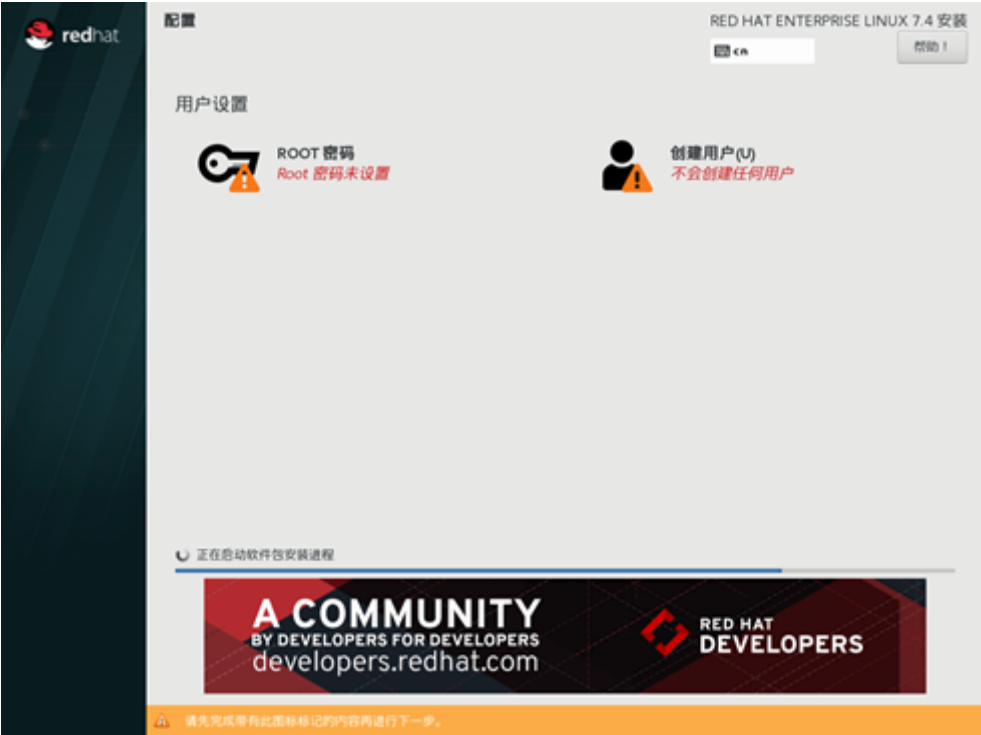 redhat
配置
RED HAT ENTERPRISE LINUX 7.4 安装
cn
帮助！
用户设置
ROOT 密码
Root 密码未设置
创建用户(U)
不会创建任何用户
正在启动软件包安装进程
A COMMUNITY
BY DEVELOPERS FOR DEVELOPERS
developers.redhat.com
RED HAT
DEVELOPERS
请先完成带有此图标标记的内容再进行下一步。